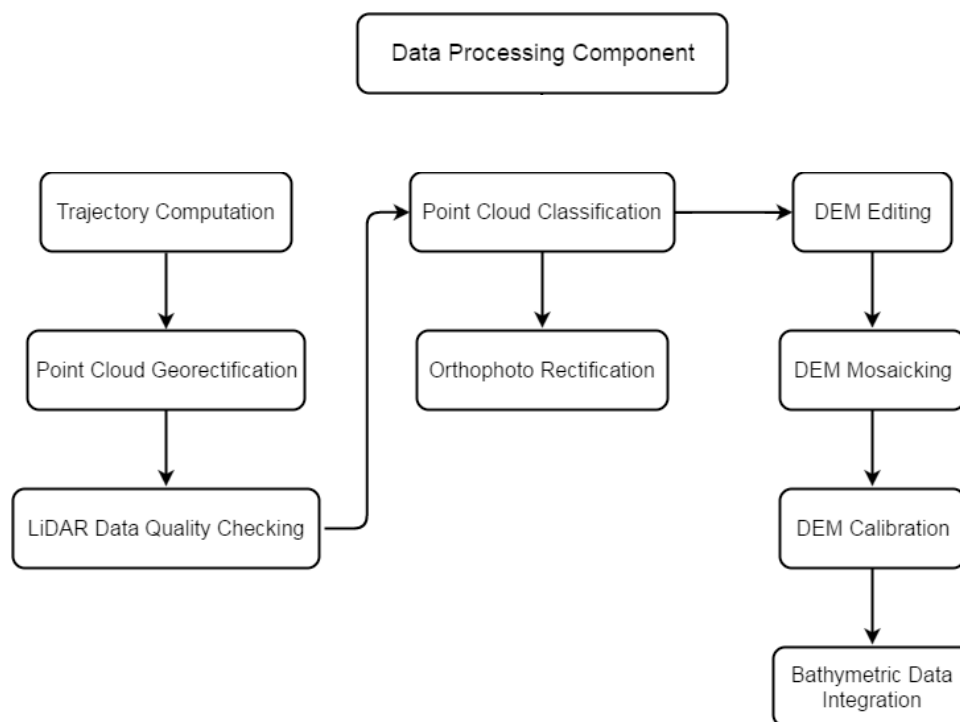 Data Processing Component
Trajectory Computation
Point Cloud Georectification
LiDAR Data Quality Checking
Point Cloud Classification
Orthophoto Rectification
DEM Editing
DEM Mosaicking
DEM Calibration
Bathymetric Data
Integration